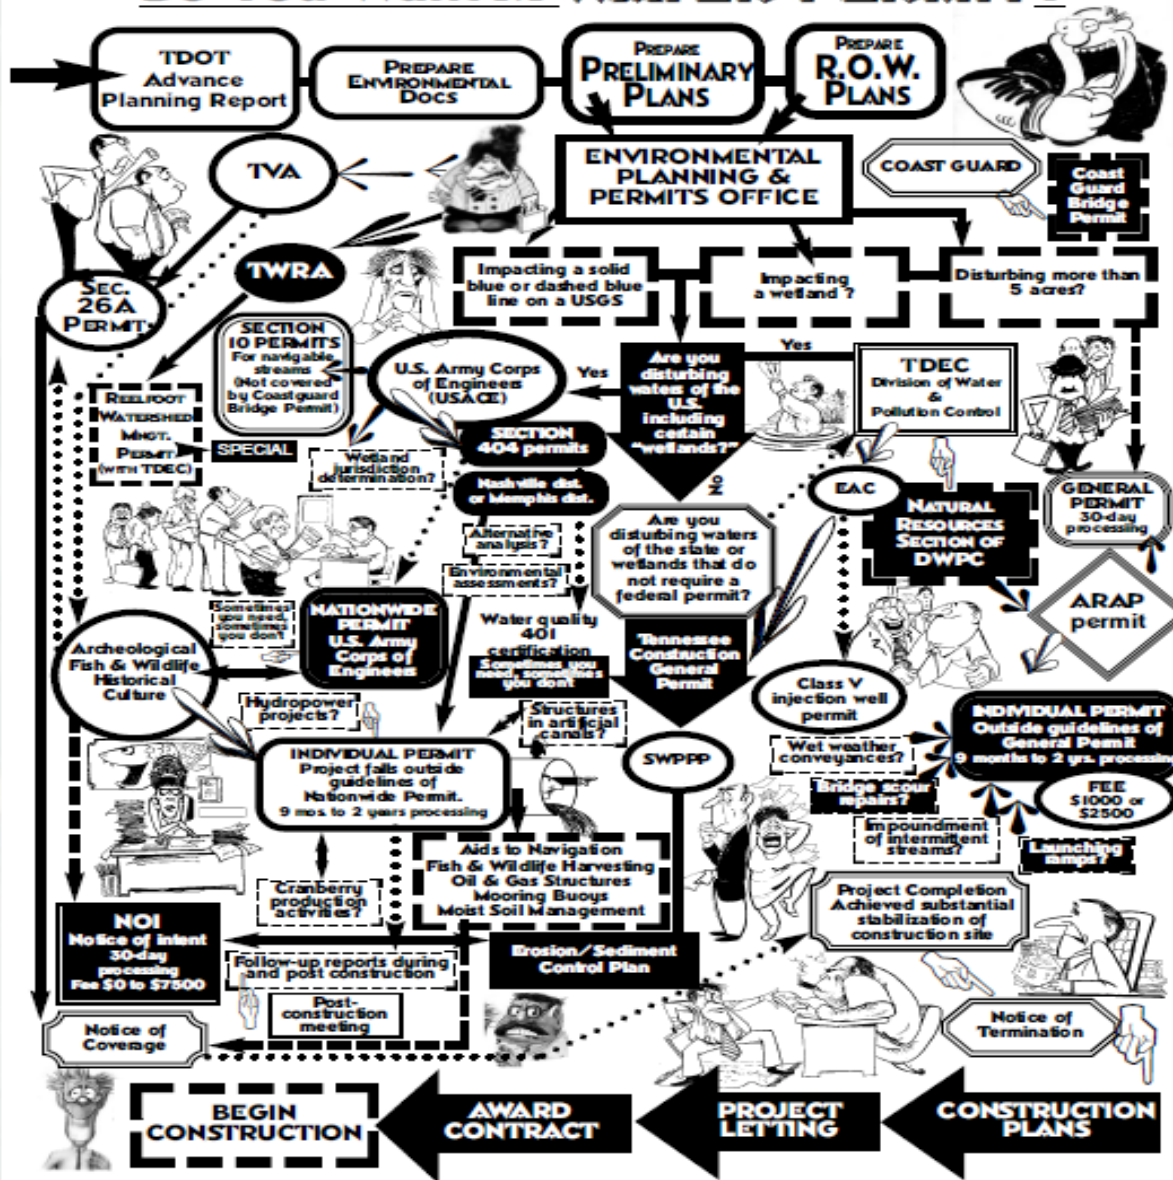 TDOT
Advance
Planning Report
PREPARE
ENVIRONMENTAL
DOCS
PREPARE
PRELIMINARY
PLANS
PREPARE
R.O.W.
PLANS
TVA
ENVIRONMENTAL
PLANNING &
PERMITS OFFICE
COAST GUARD
Coast
Guard
Bridge
Permit
SEC.
26A
PERMIT
TWRA
Impacting a solid
blue or dashed blue
line on a USGS
Impacting
a wetland ?
Disturbing more than
5 acres?
SECTION
10 PERMITS
For navigable
streams
(Not covered
by Coastguard
Bridge Permit)
U.S. Army Corps
of Engineers
(USACE)
Yes
Are you
disturbing
waters of the
U.S.
including
certain
"wetlands?"
Yes
TDEC
Division of Water
&
Pollution Control
REELFOOT
WATERSHED
MNGT.
PERMIT
(WITH TDEC)
SPECIAL
Wetland
jurisdiction
determination?
SECTION
404 permits
Nashville dist.
or Memphis dist.
No
EAC
NATURAL
RESOURCES
SECTION OF
DWPC
GENERAL
PERMIT
30-day
processing
Alternative
analysis?
Environmental
assessments?
Are you
disturbing waters
of the state or
wetlands that do
not require a
federal permit?
ARAP
permit
Archeological
Fish & Wildlife
Historical
Culture
Sometimes
you need,
sometimes
you don't
NATIONWIDE
PERMIT
U.S. Army
Corps of
Engineers
Water quality
401
certification
Sometimes you
need, sometimes
you don't
Tennessee
Construction
General
Permit
Class V
injection well
permit
Hydropower
projects?
Structures
in artificial
canals?
INDIVIDUAL PERMIT
Project falls outside
guidelines of
Nationwide Permit.
9 mos. to 2 years processing
SWPPP
Wet weather
conveyances?
INDIVIDUAL PERMIT
Outside guidelines of
General Permit
9 months to 2 yrs. processing
Bridge scour
repairs?
FEE
$1000 or
$2500
Impoundment
of intermittent
streams?
Launching
ramps?
Aids to Navigation
Fish & Wildlife Harvesting
Oil & Gas Structures
Mooring Buoys
Moist Soil Management
Cranberry
production
activities?
Project Completion
Achieved substantial
stabilization of
construction site
NOI
Notice of intent
30-day
processing
Fee $0 to $7500
Erosion/Sediment
Control Plan
Follow-up reports during
and post construction
Post-
construction
meeting
Notice of
Coverage
Notice of
Termination
BEGIN
CONSTRUCTION
AWARD
CONTRACT
PROJECT
LETTING
CONSTRUCTION
PLANS